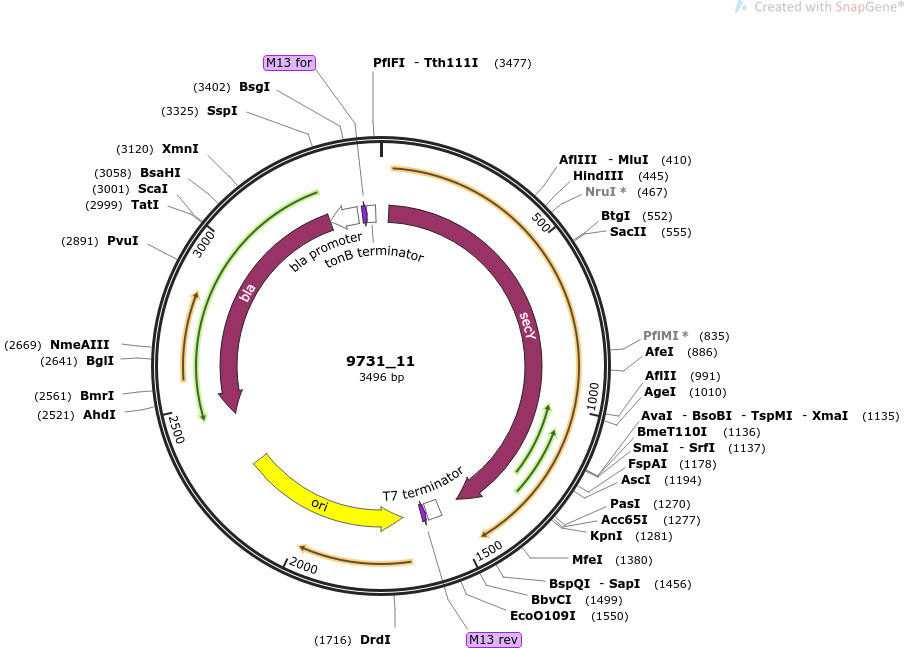 Created with SnapGene®
M13 for
PflFI - Tth111I (3477)
(3402) BsgI
(3325) SspI
(3120) XmnI
(3058) BsaHI
(3001) ScaI
(2999) TatI
(2891) PvuI
(2669) NmeAIII
(2641) BglI
(2561) BmrI
(2521) AhdI
AflIII - MluI (410)
HindIII (445)
NruI * (467)
BtgI (552)
SacII (555)
PflMI * (835)
AfeI (886)
AflII (991)
AgeI (1010)
AvaI - BsoBI - TspMI - XmaI (1135)
BmeT110I (1136)
SmaI - SrfI (1137)
FspAI (1178)
AscI (1194)
PasI (1270)
Acc65I (1277)
KpnI (1281)
MfeI (1380)
BspQI - SapI (1456)
BbvCI (1499)
EcoO109I (1550)
M13 rev
(1716) DrdI
500
1000
1500
2000
2500
3000
bla promoter
tonB terminator
bla
secY
9731_11
3496 bp
T7 terminator
ori